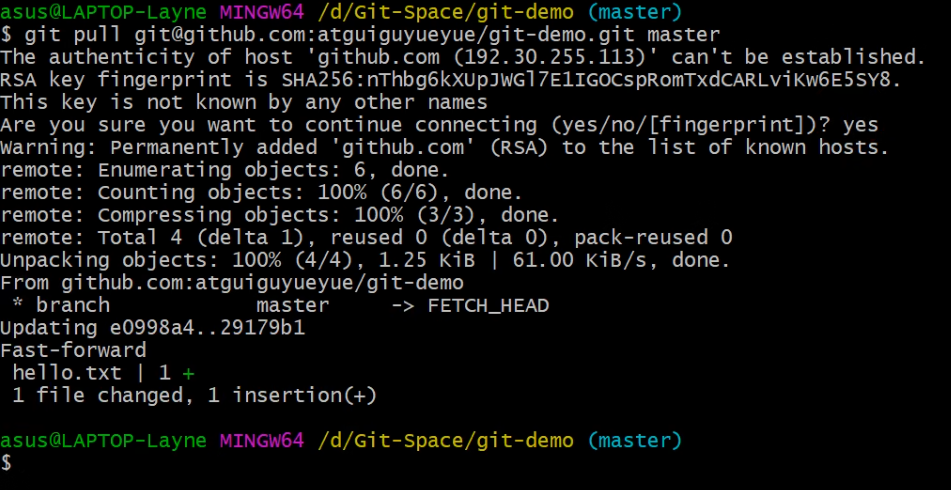 asus@LAPTOP-Layne MINGW64 /d/Git-Space/git-demo (master)
$ git pull git@github.com:atguiguyueyue/git-demo.git master
The authenticity of host 'github.com (192.30.255.113)' can't be established.
RSA key fingerprint is SHA256:nThbg6kXUpJWGl7E1IGOCspRomTxdCARLviKw6E5SY8.
This key is not known by any other names
Are you sure you want to continue connecting (yes/no/[fingerprint])? yes
Warning: Permanently added 'github.com' (RSA) to the list of known hosts.
remote: Enumerating objects: 6, done.
remote: Counting objects: 100% (6/6), done.
remote: Compressing objects: 100% (3/3), done.
remote: Total 4 (delta 1), reused 0 (delta 0), pack-reused 0
Unpacking objects: 100% (4/4), 1.25 KiB | 61.00 KiB/s, done.
From github.com:atguiguyueyue/git-demo
 * branch            master     -> FETCH_HEAD
Updating e0998a4..29179b1
Fast-forward
 hello.txt | 1 +
 1 file changed, 1 insertion(+)
asus@LAPTOP-Layne MINGW64 /d/Git-Space/git-demo (master)
$